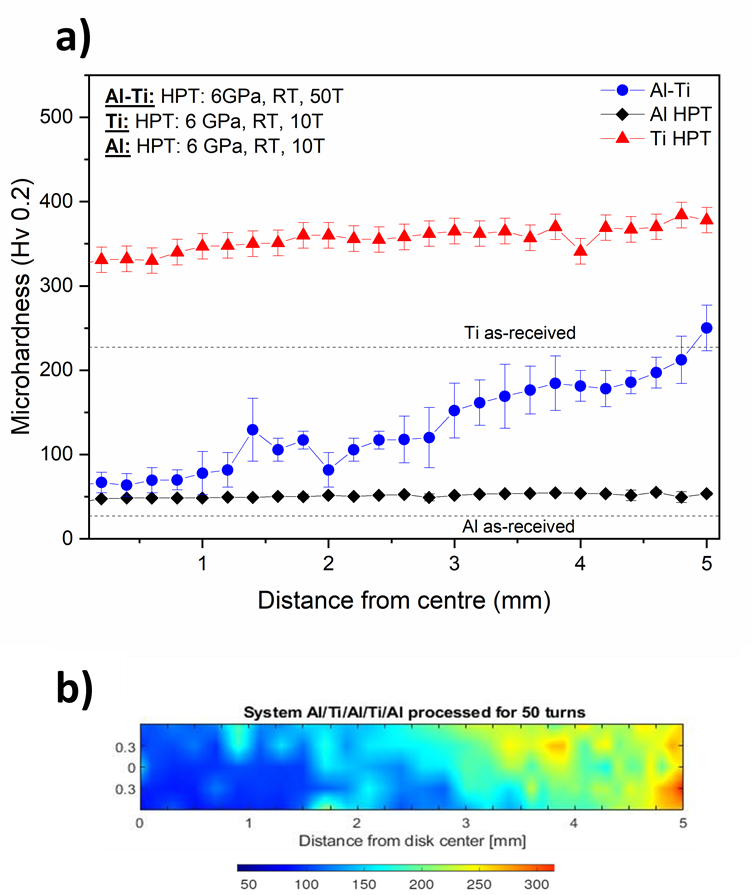 a)
Al-Ti: HPT: 6GPa, RT, 50T
Ti: HPT: 6 GPa, RT, 10T
Al: HPT: 6 GPa, RT, 10T
Al-Ti
Al HPT
Ti HPT
Microhardness (Hv 0.2)
500
400
300
200
100
0
Ti as-received
Al as-received
1 2 3 4 5
Distance from centre (mm)
b)
System Al/Ti/Al/Ti/Al processed for 50 turns
0.3
0
0.3
0 1 2 3 4 5
Distance from disk center [mm]
50 100 150 200 250 300